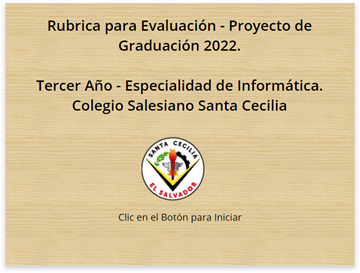 Rubrica para Evaluación - Proyecto de
Graduación 2022.
Tercer Año - Especialidad de Informática.
Colegio Salesiano Santa Cecilia
SANTA CECILIA
EL SALVADOR
Clic en el Botón para Iniciar